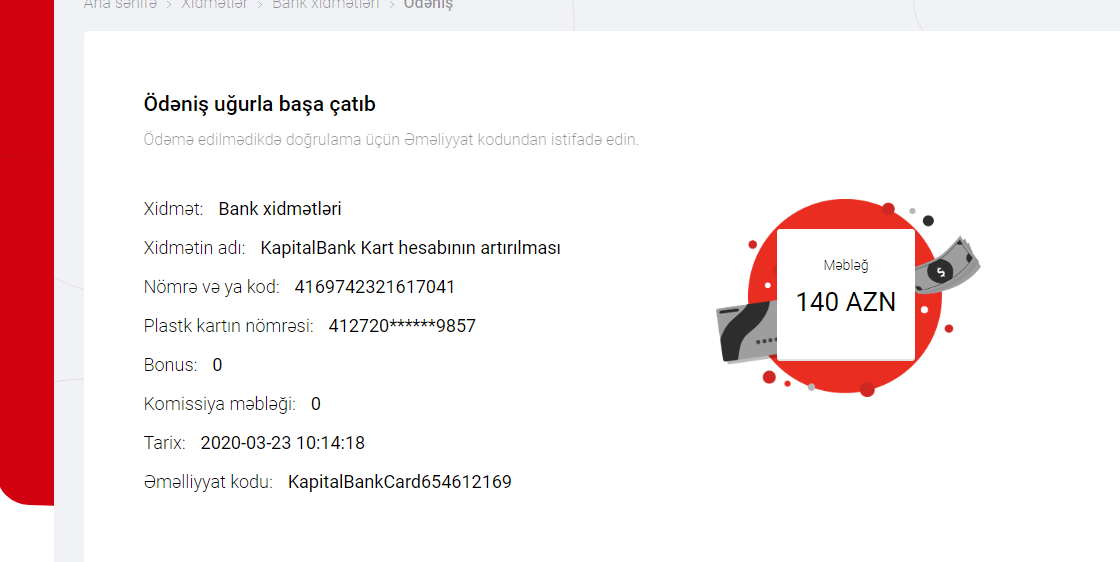 Ana səhifə > Xidmətlər > Bank xidmətləri > Ödəniş
Ödəniş uğurla başa çatıb
Ödəmə edilmədikdə doğrulama üçün Əməliyyat kodundan istifadə edin.
Xidmət: Bank xidmətləri
Xidmətin adı: KapitalBank Kart hesabının artırılması
Nömrə və ya kod: 4169742321617041
Plastk kartın nömrəsi: 412720******9857
Bonus: 0
Komissiya məbləği: 0
Tarix: 2020-03-23 10:14:18
Əməlliyyat kodu: KapitalBankCard654612169
Məbləğ
140 AZN